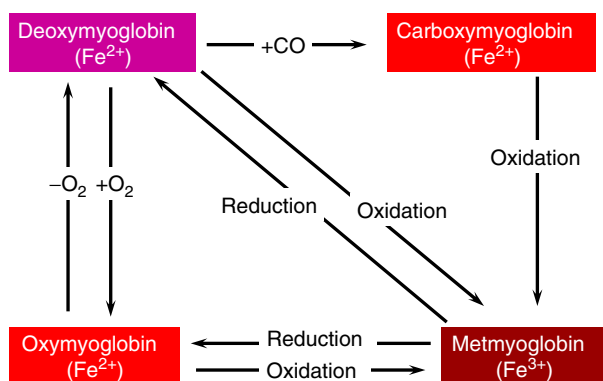 Deoxymyoglobin
(Fe²⁺)
+CO
Carboxymyoglobin
(Fe²⁺)
Oxidation
−O₂ +O₂
Reduction
Oxidation
Oxymyoglobin
(Fe²⁺)
Reduction
Oxidation
Metmyoglobin
(Fe³⁺)